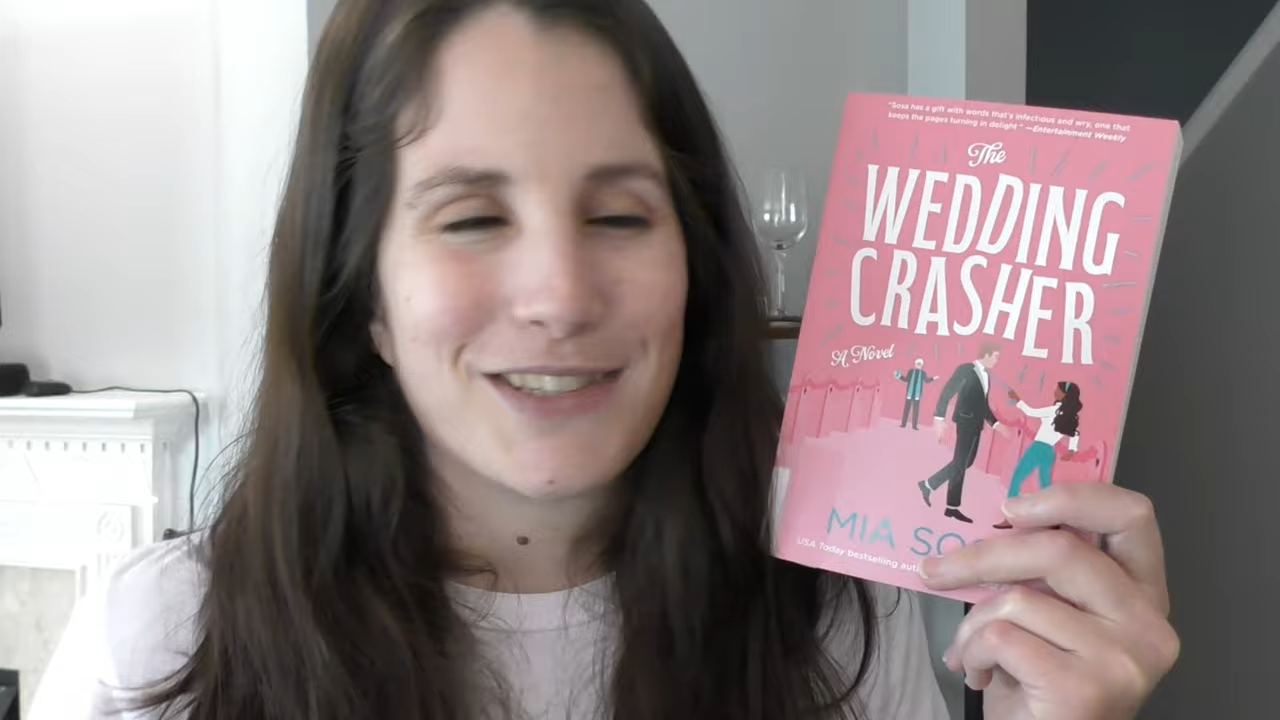 "Sosa has a gift with words that's infectious and wry, one that
keeps the pages turning in delight." —Entertainment Weekly
The
WEDDING
CRASHER
A Novel
MIA
USA Today bestselling